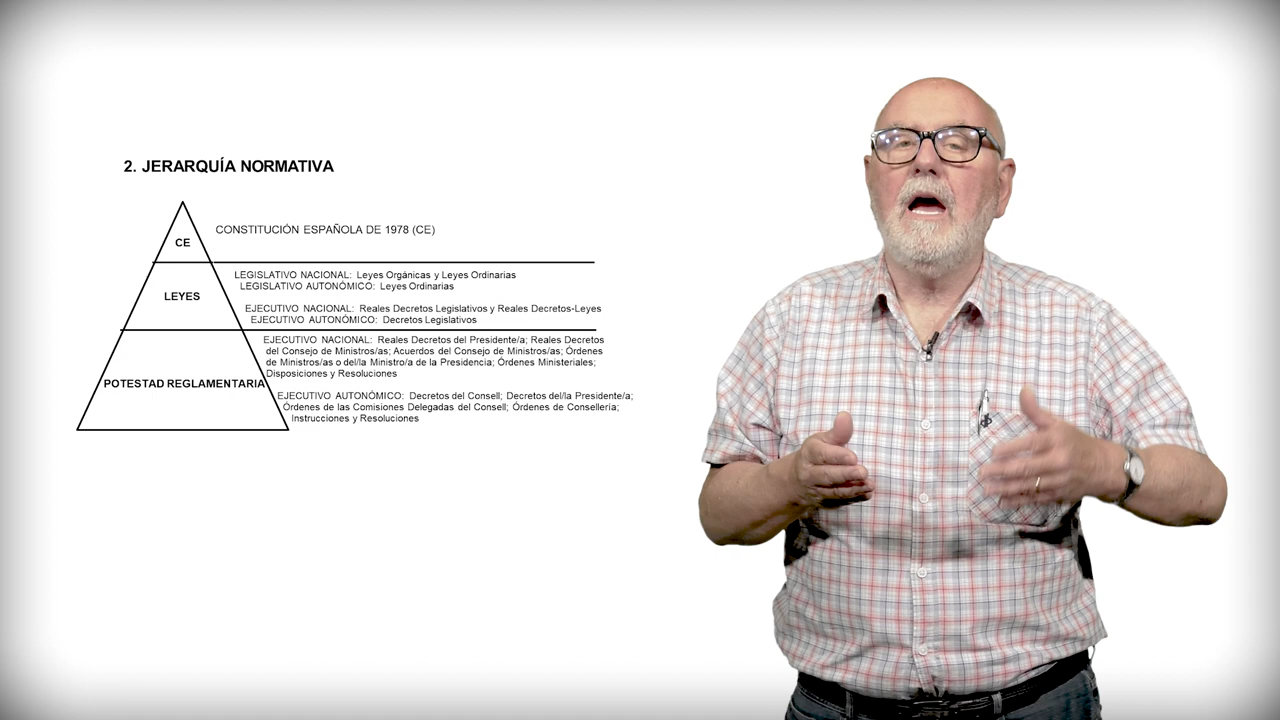 2. JERARQUÍA NORMATIVA
CE
CONSTITUCIÓN ESPAÑOLA DE 1978 (CE)
LEYES
LEGISLATIVO NACIONAL: Leyes Orgánicas y Leyes Ordinarias
LEGISLATIVO AUTONÓMICO: Leyes Ordinarias
EJECUTIVO NACIONAL: Reales Decretos Legislativos y Reales Decretos-Leyes
EJECUTIVO AUTONÓMICO: Decretos Legislativos
POTESTAD REGLAMENTARIA
EJECUTIVO NACIONAL: Reales Decretos del Presidente/a; Reales Decretos
del Consejo de Ministros/as; Acuerdos del Consejo de Ministros/as; Órdenes
de Ministros/as o del/la Ministro/a de la Presidencia; Órdenes Ministeriales;
Disposiciones y Resoluciones
EJECUTIVO AUTONÓMICO: Decretos del Consell; Decretos del/la Presidente/a;
Órdenes de las Comisiones Delegadas del Consell; Órdenes de Consellería;
Instrucciones y Resoluciones